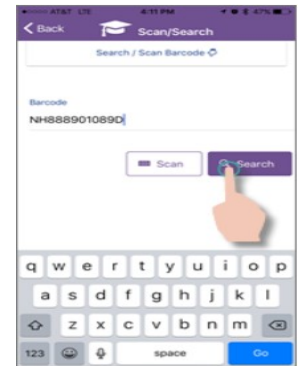 AT&T LTE 4:11 PM 47%
Back Scan/Search
Search / Scan Barcode
Barcode
NH888901089D
Scan Search
q w e r t y u i o p
a s d f g h j k l
z x c v b n m
123 space Go